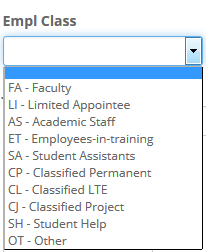 Empl Class
FA - Faculty
LI - Limited Appointee
AS - Academic Staff
ET - Employees-in-training
SA - Student Assistants
CP - Classified Permanent
CL - Classified LTE
CJ - Classified Project
SH - Student Help
OT - Other